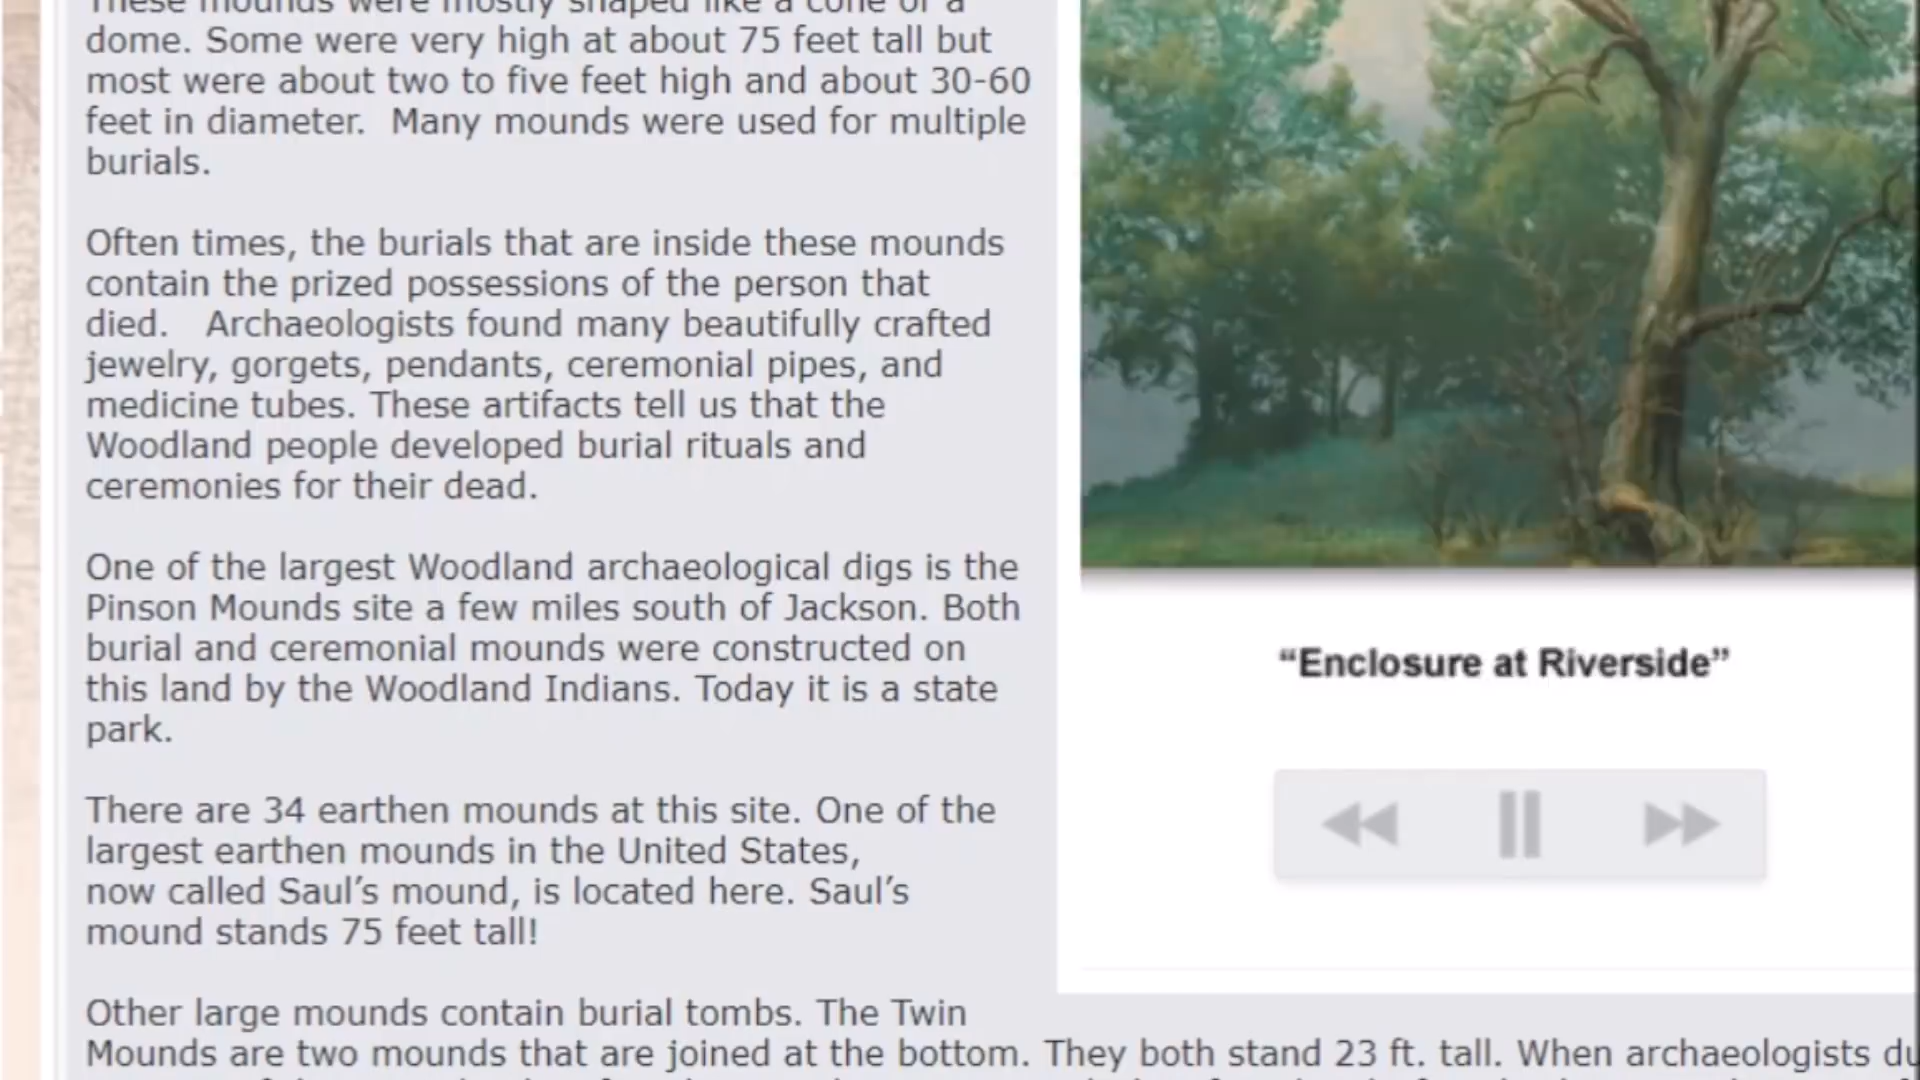 These mounds were mostly shaped like a cone or a
dome. Some were very high at about 75 feet tall but
most were about two to five feet high and about 30-60
feet in diameter.  Many mounds were used for multiple
burials.
Often times, the burials that are inside these mounds
contain the prized possessions of the person that
died.   Archaeologists found many beautifully crafted
jewelry, gorgets, pendants, ceremonial pipes, and
medicine tubes. These artifacts tell us that the
Woodland people developed burial rituals and
ceremonies for their dead.
One of the largest Woodland archaeological digs is the
Pinson Mounds site a few miles south of Jackson. Both
burial and ceremonial mounds were constructed on
this land by the Woodland Indians. Today it is a state
park.
There are 34 earthen mounds at this site. One of the
largest earthen mounds in the United States,
now called Saul’s mound, is located here. Saul’s
mound stands 75 feet tall!
Other large mounds contain burial tombs. The Twin
Mounds are two mounds that are joined at the bottom. They both stand 23 ft. tall. When archaeologists du
“Enclosure at Riverside”